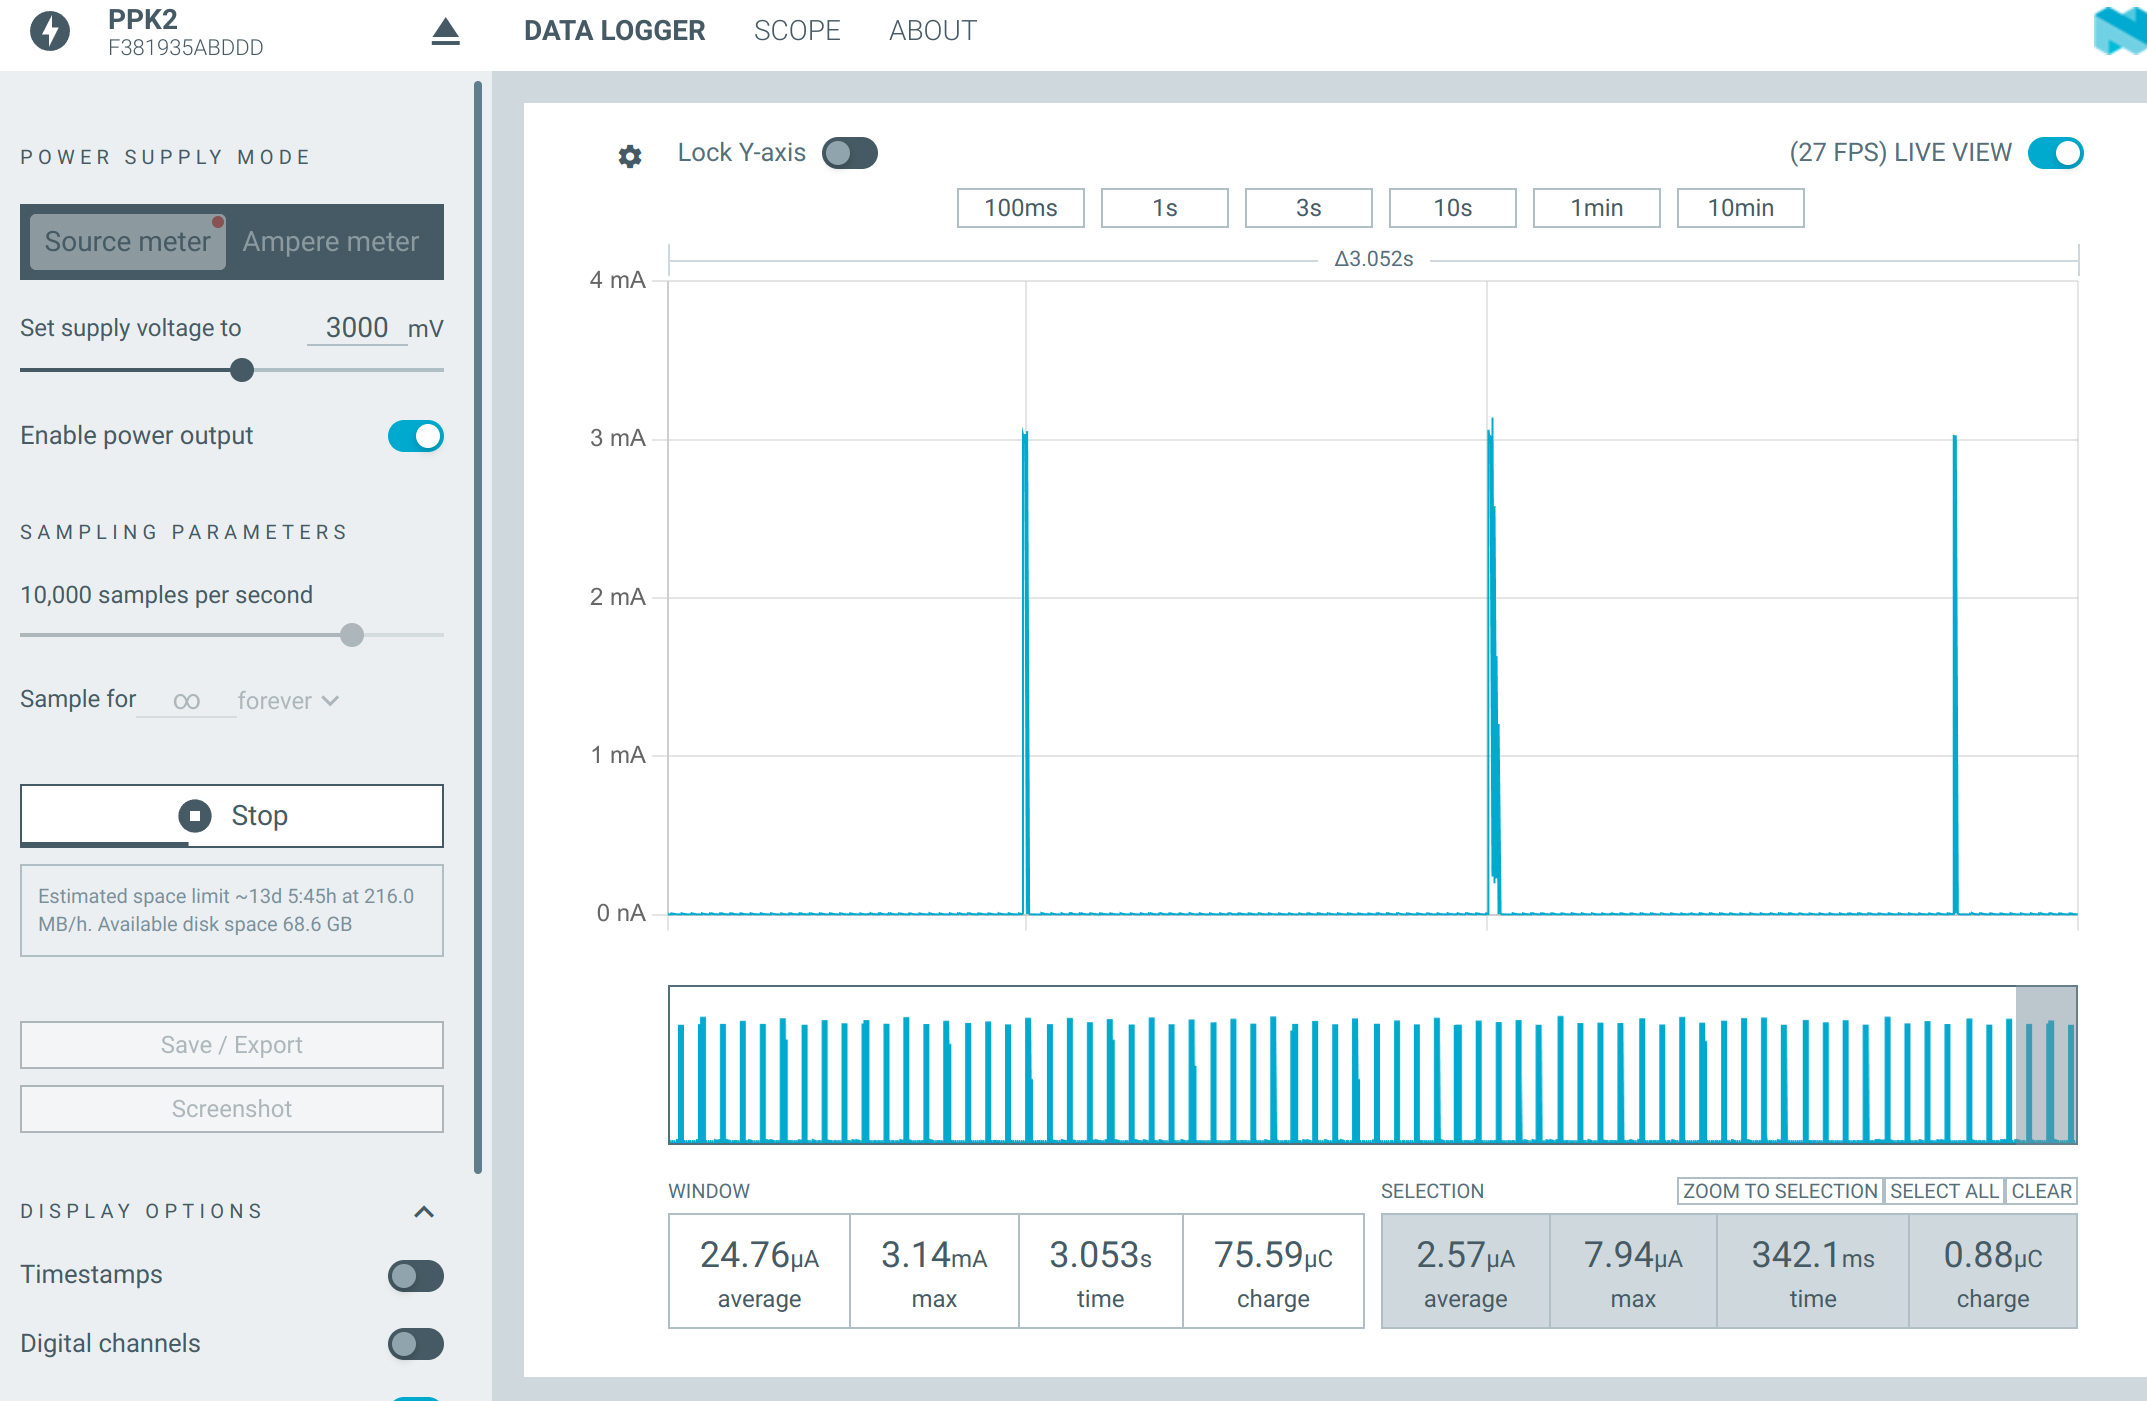 PPK2
F381935ABDDD
DATA LOGGER SCOPE ABOUT
POWER SUPPLY MODE
Source meter Ampere meter
Set supply voltage to 3000 mV
Enable power output
SAMPLING PARAMETERS
10,000 samples per second
Sample for ∞ forever
Stop
Estimated space limit ~13d 5:45h at 216.0
MB/h. Available disk space 68.6 GB
Save / Export
Screenshot
DISPLAY OPTIONS
Timestamps
Digital channels
Lock Y-axis (27 FPS) LIVE VIEW
100ms 1s 3s 10s 1min 10min
Δ3.052s
4 mA
3 mA
2 mA
1 mA
0 nA
WINDOW
24.76μA 3.14mA 3.053s 75.59μC
average max time charge
SELECTION ZOOM TO SELECTION SELECT ALL CLEAR
2.57μA 7.94μA 342.1ms 0.88μC
average max time charge